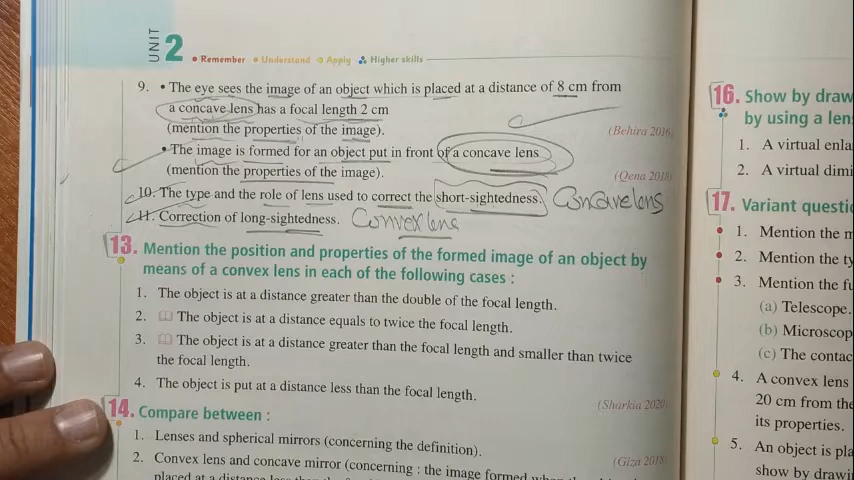 UNIT 2 • Remember • Understand • Apply Higher skills
9. • The eye sees the image of an object which is placed at a distance of 8 cm from
a concave lens has a focal length 2 cm
(mention the properties of the image). (Behira 2016)
• The image is formed for an object put in front of a concave lens
(mention the properties of the image). (Qena 2018)
10. The type and the role of lens used to correct the short-sightedness. Concave lens
11. Correction of long-sightedness. Convex lens
13. Mention the position and properties of the formed image of an object by
means of a convex lens in each of the following cases :
1. The object is at a distance greater than the double of the focal length.
2. The object is at a distance equals to twice the focal length.
3. The object is at a distance greater than the focal length and smaller than twice
the focal length.
4. The object is put at a distance less than the focal length. (Sharkia 2020)
14. Compare between :
1. Lenses and spherical mirrors (concerning the definition). (Giza 2018)
2. Convex lens and concave mirror (concerning : the image formed when the
placed at a distance less than the
16. Show by draw
by using a len
1. A virtual enla
2. A virtual dimi
17. Variant questi
1. Mention the m
2. Mention the ty
3. Mention the fu
(a) Telescope.
(b) Microscop
(c) The contac
4. A convex lens
20 cm from the
its properties.
5. An object is pla
show by drawi